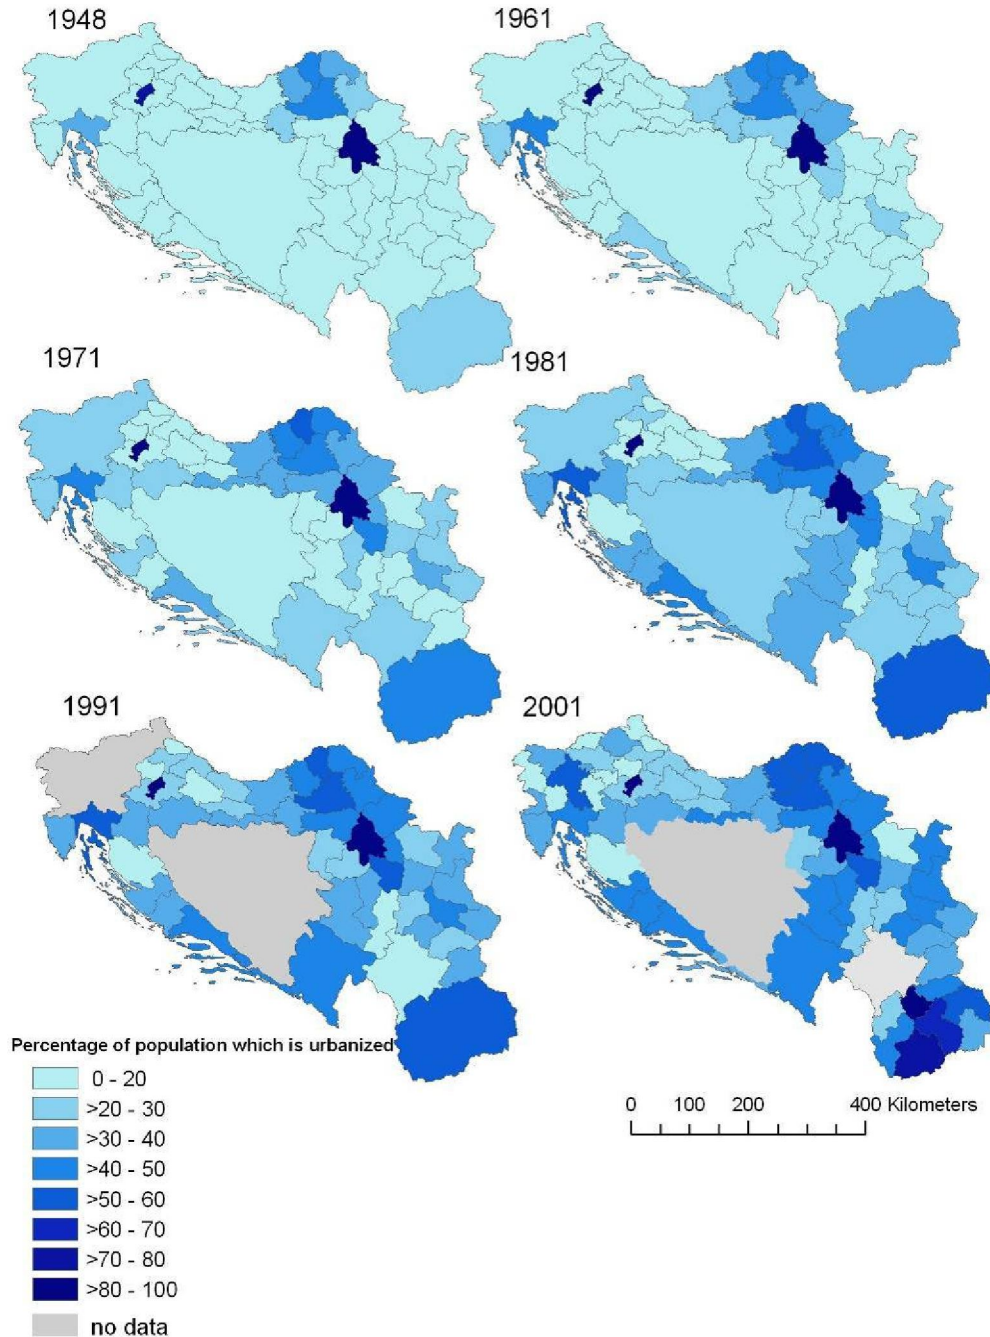 1948
1961
1971
1981
1991
2001
Percentage of population which is urbanized
0 - 20
>20 - 30
>30 - 40
>40 - 50
>50 - 60
>60 - 70
>70 - 80
>80 - 100
no data
0 100 200 400 Kilometers